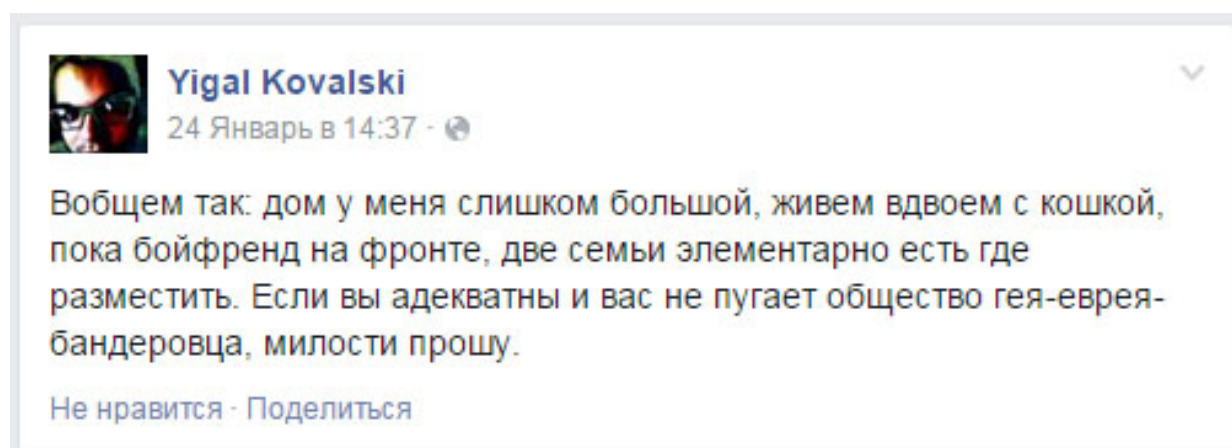 Yigal Kovalski
24 Январь в 14:37 ·
Вобщем так: дом у меня слишком большой, живем вдвоем с кошкой,
пока бойфренд на фронте, две семьи элементарно есть где
разместить. Если вы адекватны и вас не пугает общество гея-еврея-
бандеровца, милости прошу.
Не нравится · Поделиться